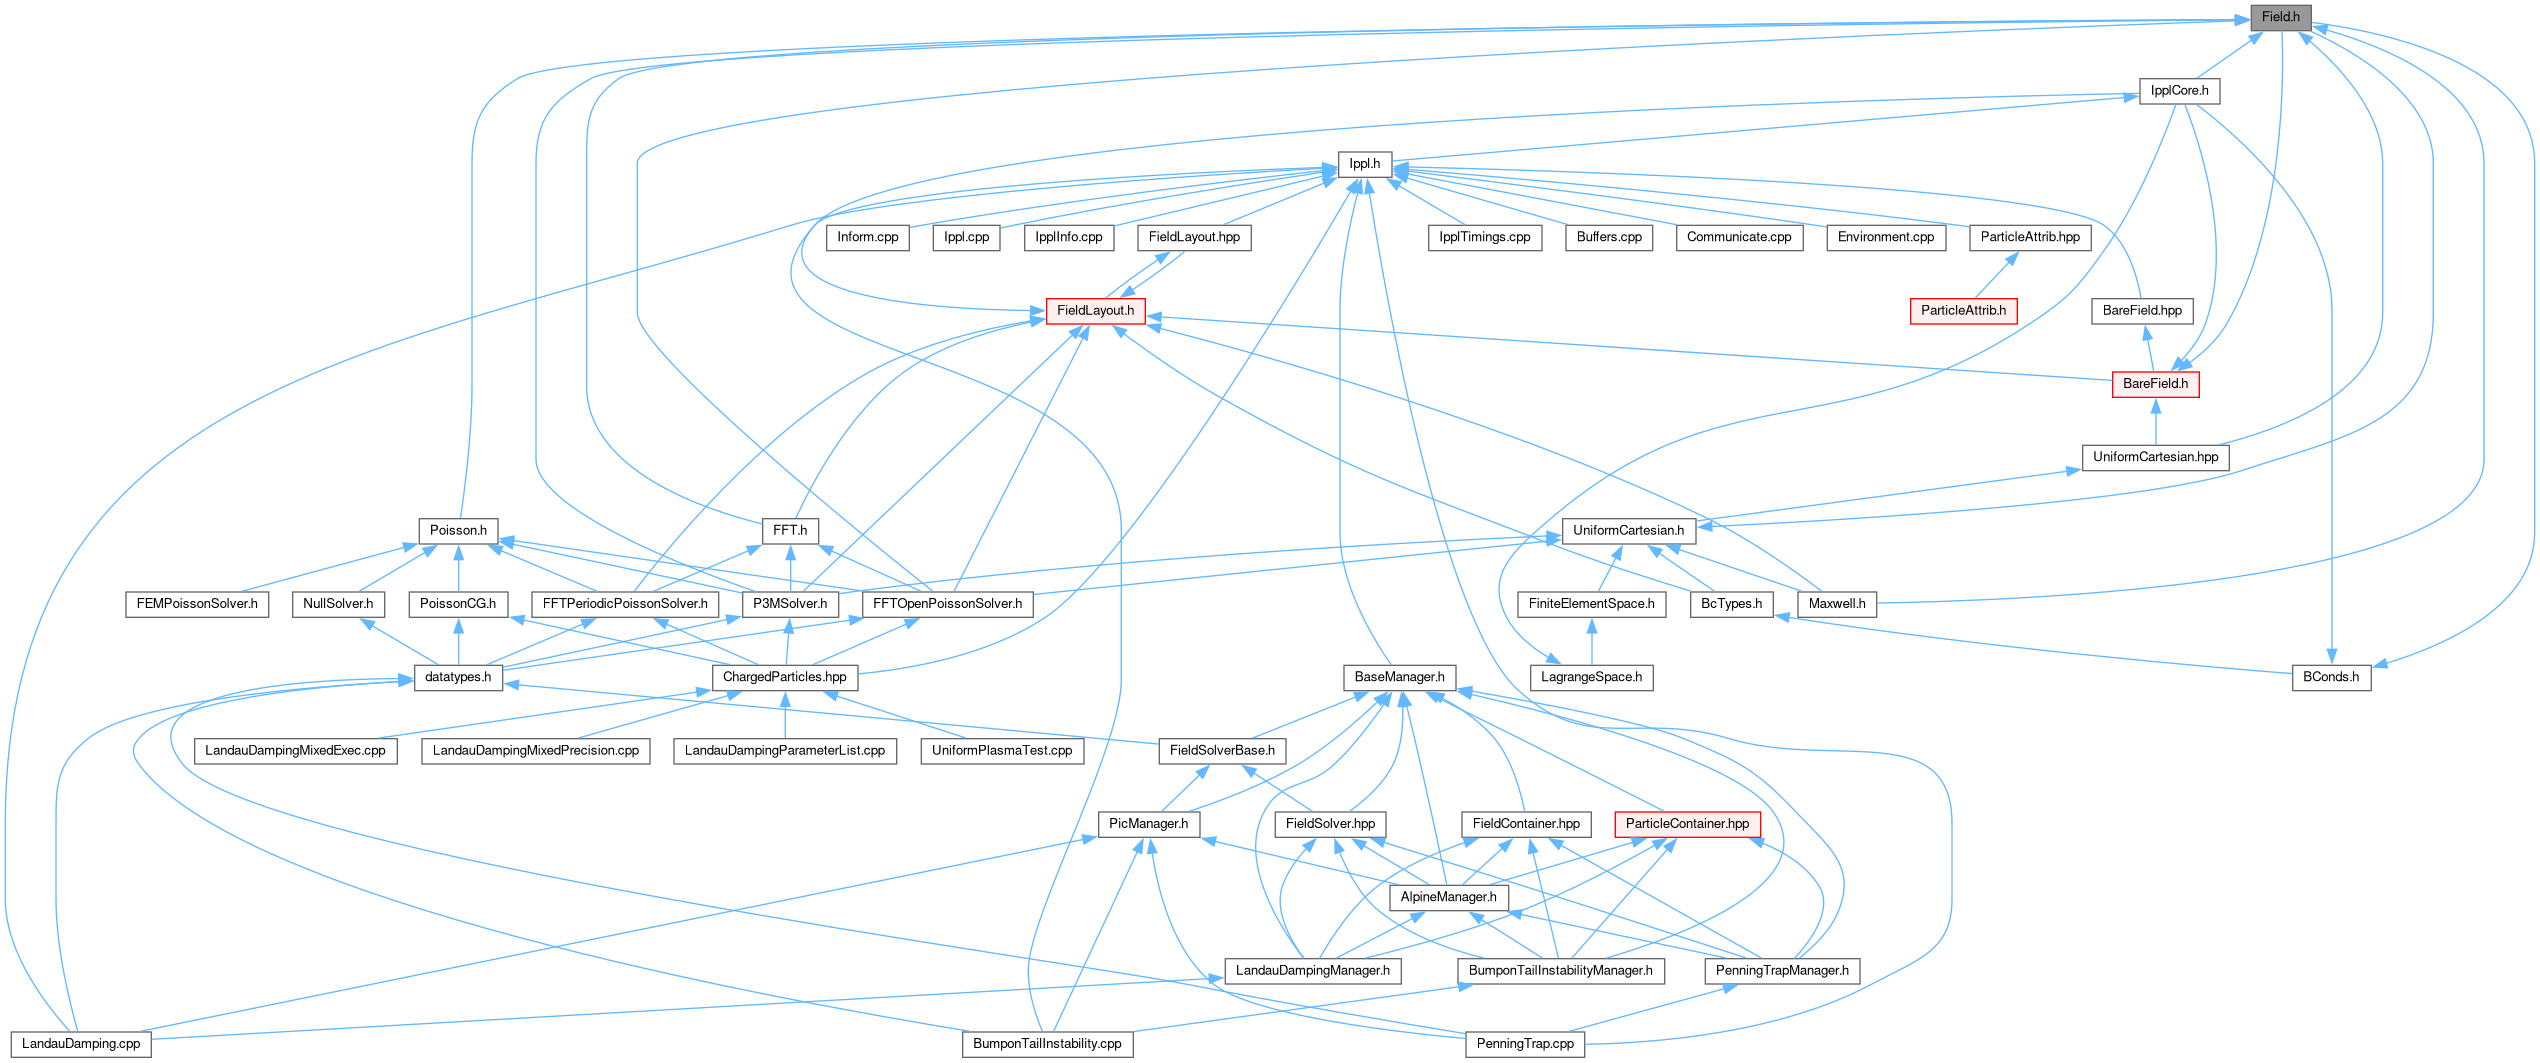 Field.h
IpplCore.h
Ippl.h
Inform.cpp
Ippl.cpp
IpplInfo.cpp
FieldLayout.hpp
IpplTimings.cpp
Buffers.cpp
Communicate.cpp
Environment.cpp
ParticleAttrib.hpp
FieldLayout.h
ParticleAttrib.h
BareField.hpp
BareField.h
UniformCartesian.hpp
Poisson.h
FFT.h
UniformCartesian.h
FEMPoissonSolver.h
NullSolver.h
PoissonCG.h
FFTPeriodicPoissonSolver.h
P3MSolver.h
FFTOpenPoissonSolver.h
FiniteElementSpace.h
BcTypes.h
Maxwell.h
datatypes.h
ChargedParticles.hpp
BaseManager.h
LagrangeSpace.h
BConds.h
LandauDampingMixedExec.cpp
LandauDampingMixedPrecision.cpp
LandauDampingParameterList.cpp
UniformPlasmaTest.cpp
FieldSolverBase.h
PicManager.h
FieldSolver.hpp
FieldContainer.hpp
ParticleContainer.hpp
AlpineManager.h
LandauDampingManager.h
BumponTailInstabilityManager.h
PenningTrapManager.h
LandauDamping.cpp
BumponTailInstability.cpp
PenningTrap.cpp